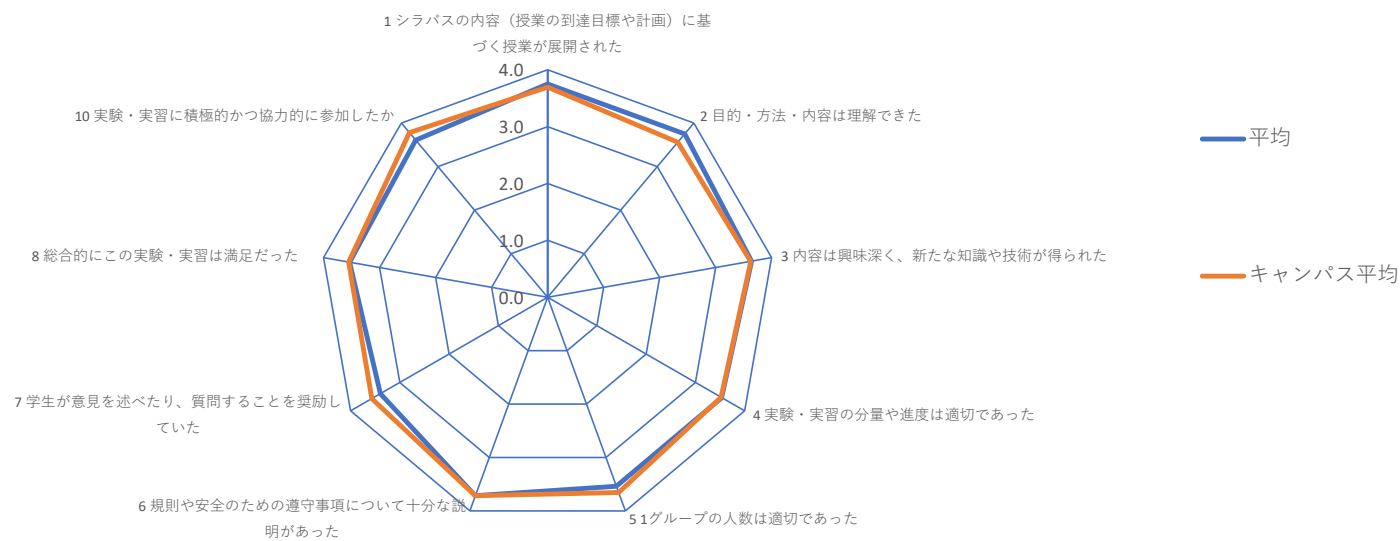 1 シラバスの内容（授業の到達目標や計画）に基
づく授業が展開された
4.0
3.0
2.0
1.0
0.0
2 目的・方法・内容は理解できた
3 内容は興味深く、新たな知識や技術が得られた
4 実験・実習の分量や進度は適切であった
5 1グループの人数は適切であった
6 規則や安全のための遵守事項について十分な説
明があった
7 学生が意見を述べたり、質問することを奨励し
ていた
8 総合的にこの実験・実習は満足だった
10 実験・実習に積極的かつ協力的に参加したか
平均
キャンパス平均